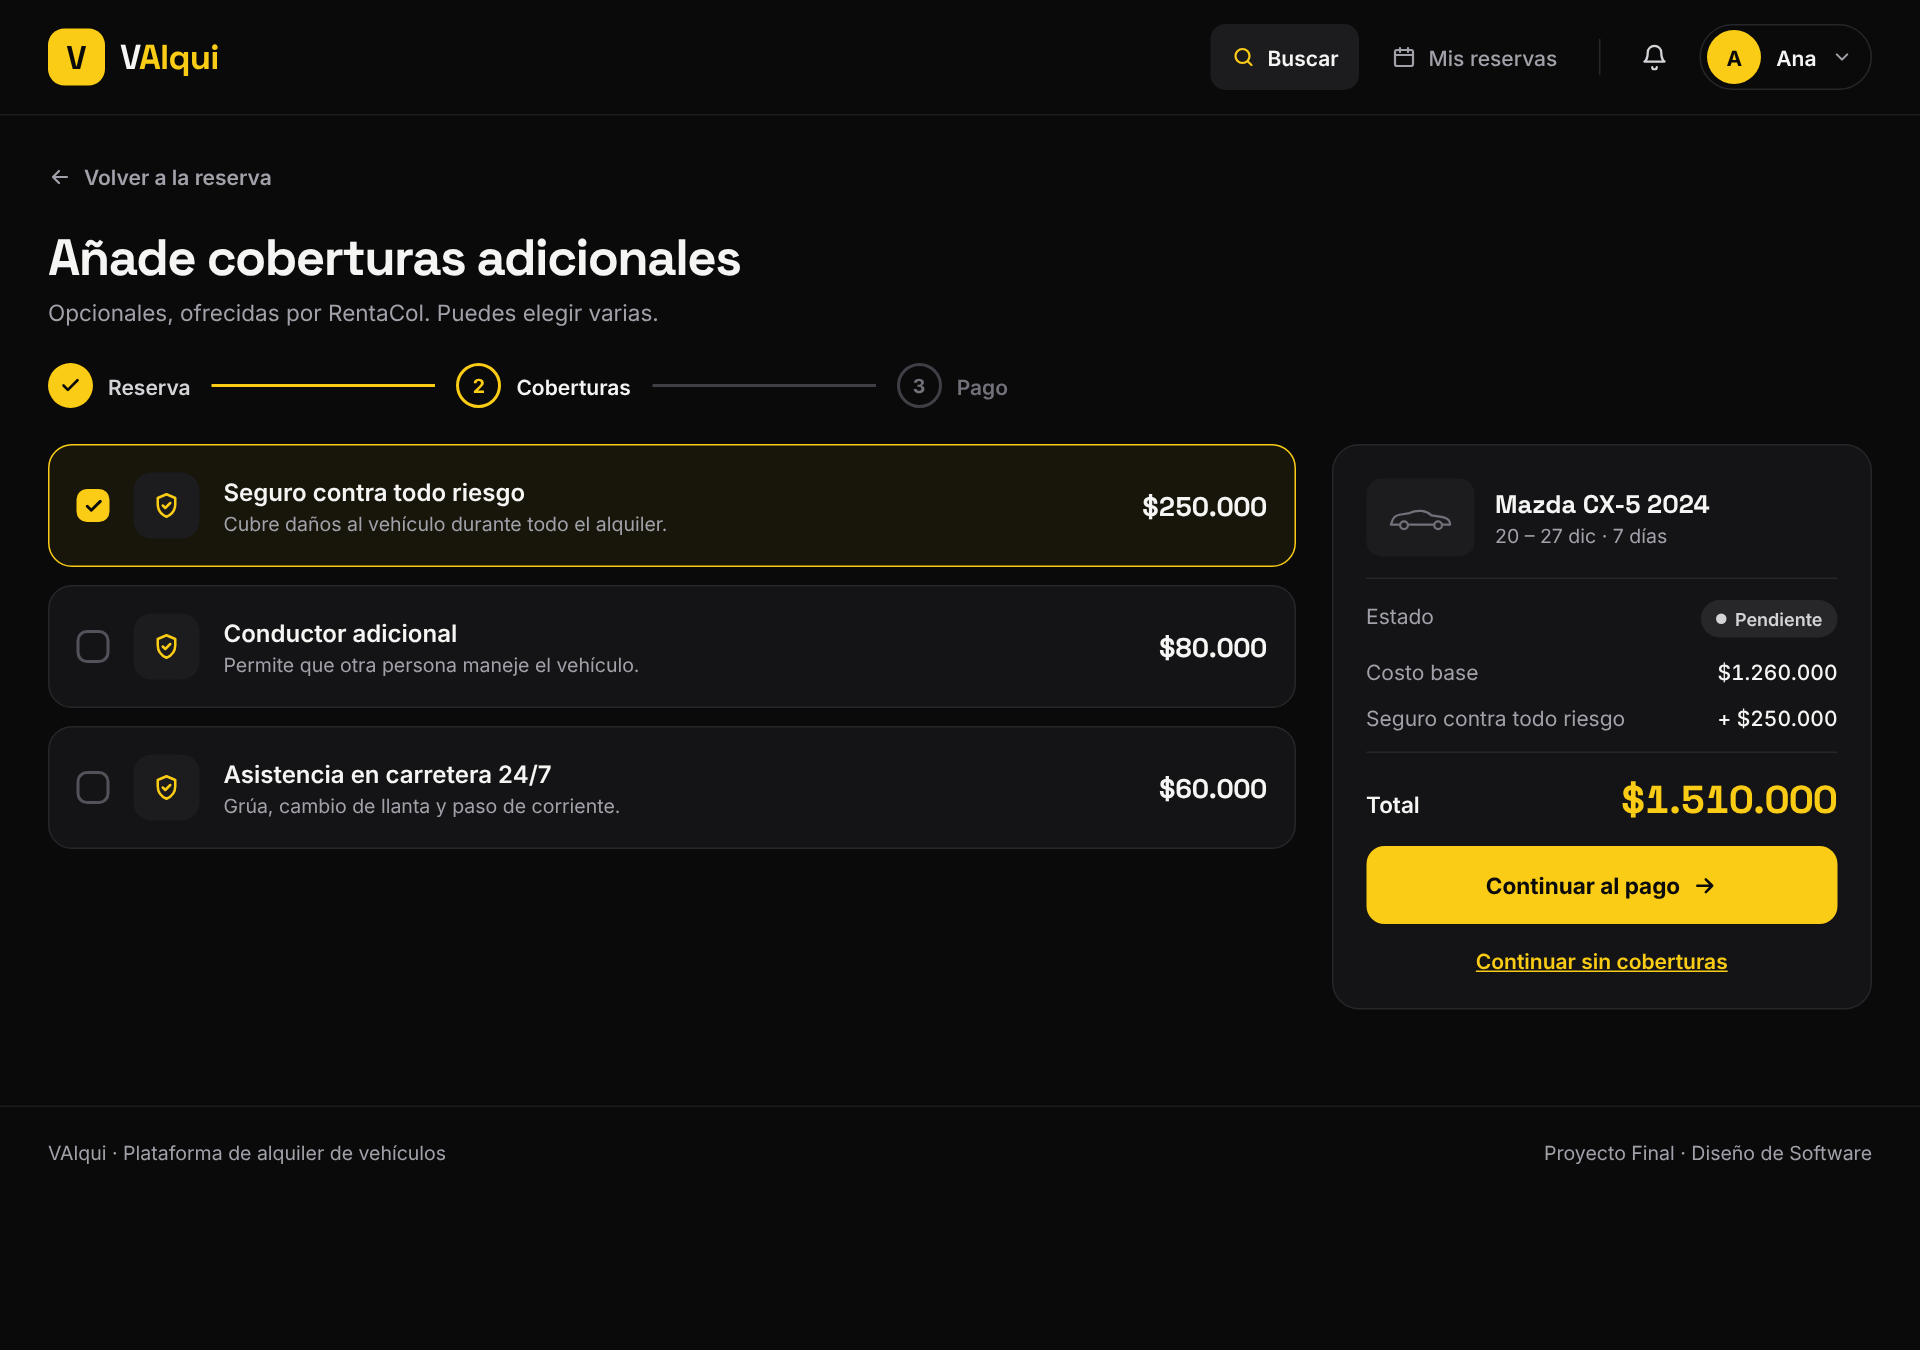 V VAlqui
Buscar
Mis reservas
A Ana
Volver a la reserva
Añade coberturas adicionales
Opcionales, ofrecidas por RentaCol. Puedes elegir varias.
Reserva
2 Coberturas
3 Pago
Seguro contra todo riesgo
Cubre daños al vehículo durante todo el alquiler.
$250.000
Conductor adicional
Permite que otra persona maneje el vehículo.
$80.000
Asistencia en carretera 24/7
Grúa, cambio de llanta y paso de corriente.
$60.000
Mazda CX-5 2024
20 – 27 dic · 7 días
Estado Pendiente
Costo base $1.260.000
Seguro contra todo riesgo + $250.000
Total $1.510.000
Continuar al pago →
Continuar sin coberturas
VAlqui · Plataforma de alquiler de vehículos
Proyecto Final · Diseño de Software